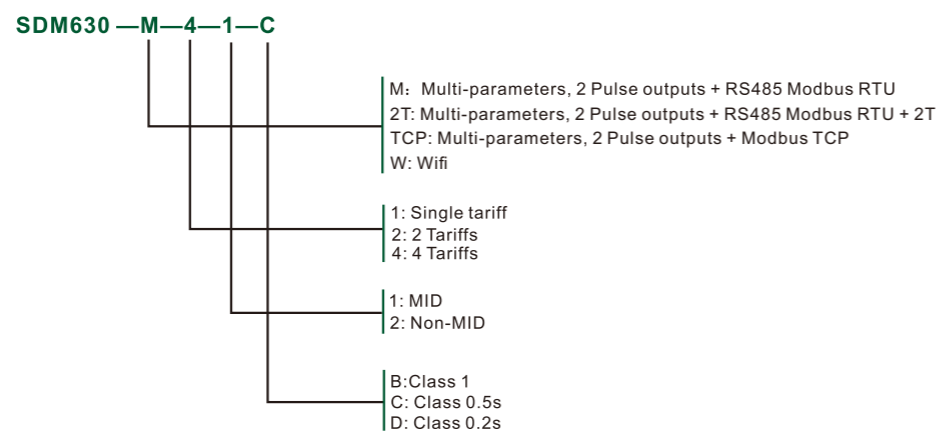 SDM630 —M—4—1—C
M: Multi-parameters, 2 Pulse outputs + RS485 Modbus RTU
2T: Multi-parameters, 2 Pulse outputs + RS485 Modbus RTU + 2T
TCP: Multi-parameters, 2 Pulse outputs + Modbus TCP
W: Wifi
1: Single tariff
2: 2 Tariffs
4: 4 Tariffs
1: MID
2: Non-MID
B:Class 1
C: Class 0.5s
D: Class 0.2s